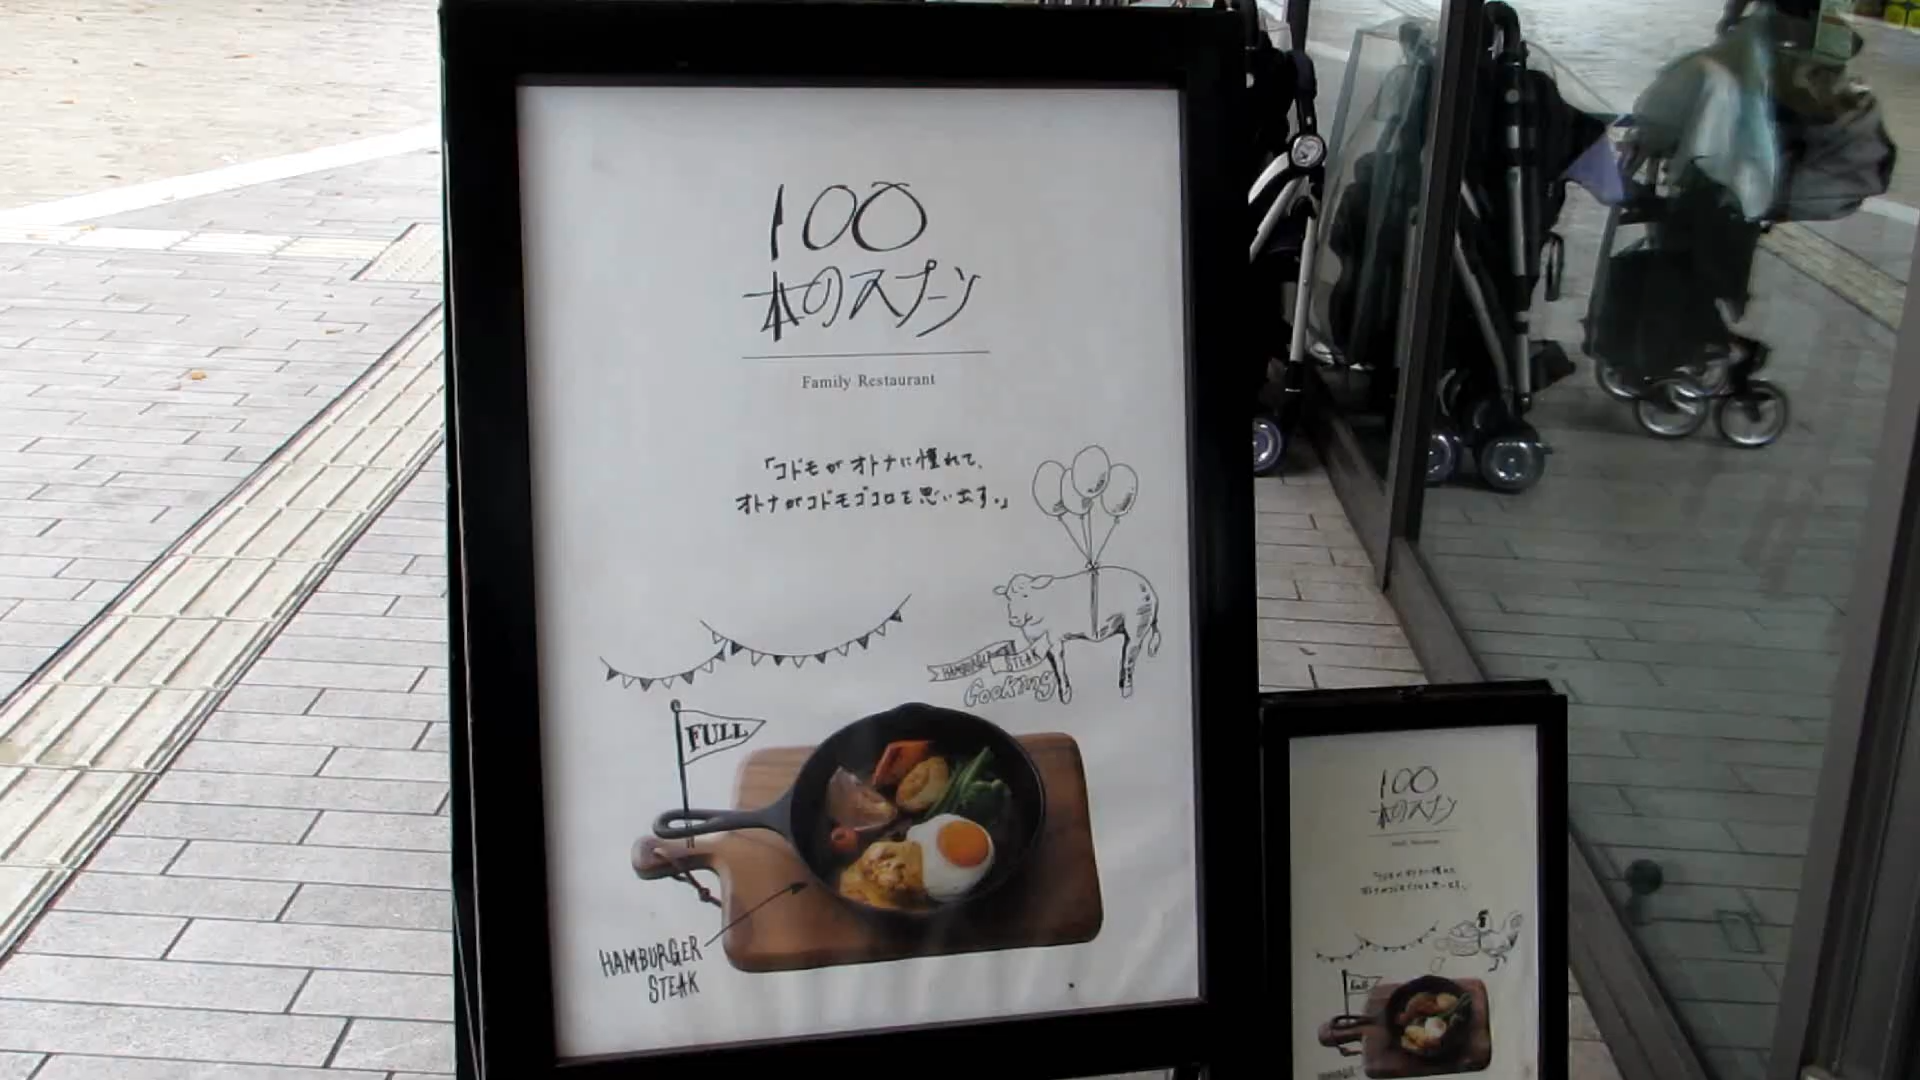 100
本のスプーン
Family Restaurant
「コドモがオトナに憧れて、
オトナがコドモゴコロを思い出す。」
HAMBURGER STEAK
Cooking
FULL
HAMBURGER
STEAK
100
本のスプーン
half